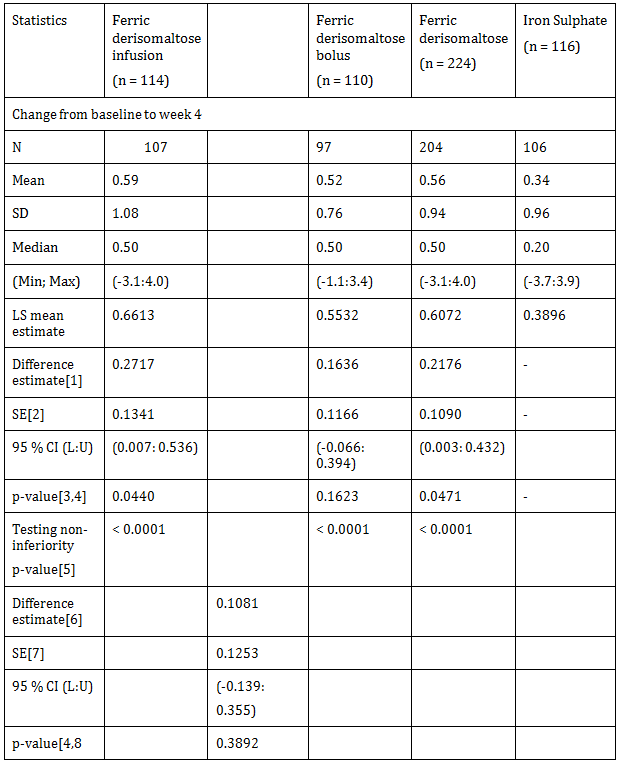 Statistics
Ferric derisomaltose infusion (n = 114)
Ferric derisomaltose bolus (n = 110)
Ferric derisomaltose (n = 224)
Iron Sulphate (n = 116)
Change from baseline to week 4
N 107 97 204 106
Mean 0.59 0.52 0.56 0.34
SD 1.08 0.76 0.94 0.96
Median 0.50 0.50 0.50 0.20
(Min; Max) (-3.1:4.0) (-1.1:3.4) (-3.1:4.0) (-3.7:3.9)
LS mean estimate 0.6613 0.5532 0.6072 0.3896
Difference estimate[1] 0.2717 0.1636 0.2176 -
SE[2] 0.1341 0.1166 0.1090 -
95 % CI (L:U) (0.007: 0.536) (-0.066: 0.394) (0.003: 0.432)
p-value[3,4] 0.0440 0.1623 0.0471 -
Testing non-inferiority p-value[5] < 0.0001 < 0.0001 < 0.0001
Difference estimate[6] 0.1081
SE[7] 0.1253
95 % CI (L:U) (-0.139: 0.355)
p-value[4,8 0.3892